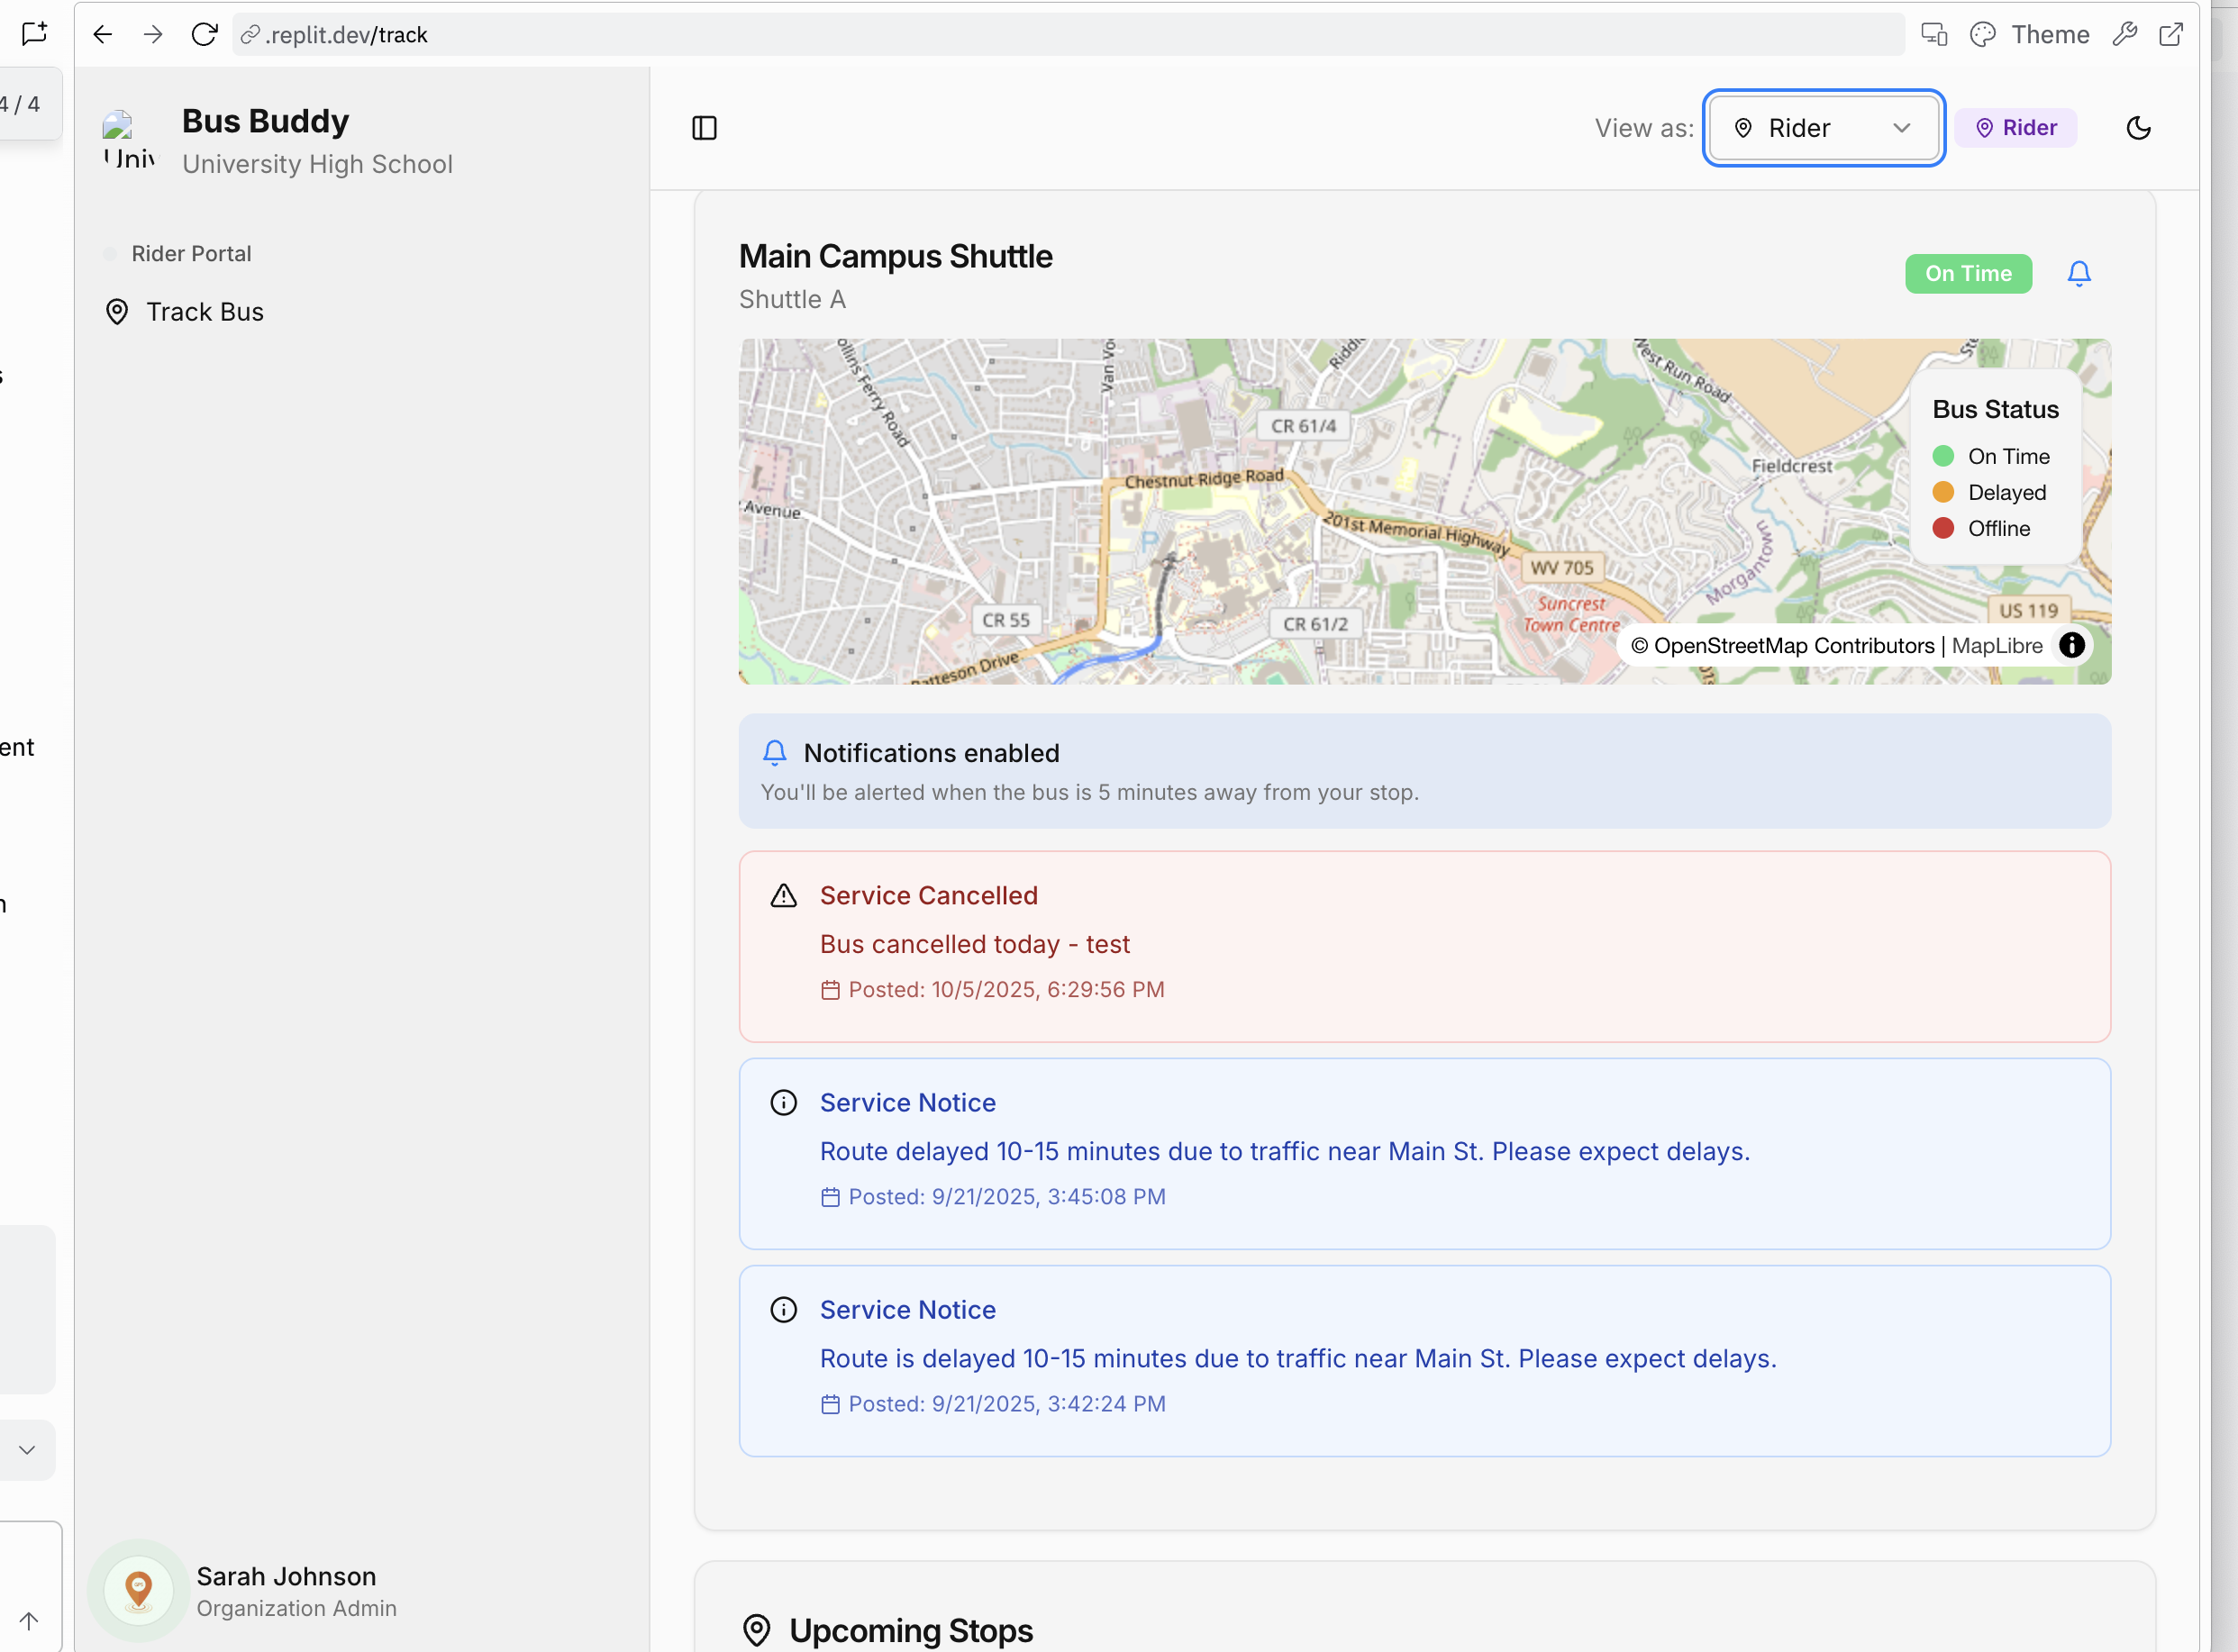 .replit.dev/track
Theme
4 / 4
Bus Buddy
University High School
Univ
View as:
Rider
Rider
Rider Portal
Track Bus
Main Campus Shuttle
Shuttle A
On Time
ollins Ferry Road
Van Vo
Riddl
West Run Road
Ste
CR 61/4
Chestnut Ridge Road
Fieldcrest
Avenue
P
201st Memorial Highway
WV 705
Morgantow
Suncrest
Town Centre
CR 55
CR 61/2
US 119
Patteson Drive
Bus Status
On Time
Delayed
Offline
© OpenStreetMap Contributors | MapLibre
Notifications enabled
You'll be alerted when the bus is 5 minutes away from your stop.
Service Cancelled
Bus cancelled today - test
Posted: 10/5/2025, 6:29:56 PM
Service Notice
Route delayed 10-15 minutes due to traffic near Main St. Please expect delays.
Posted: 9/21/2025, 3:45:08 PM
Service Notice
Route is delayed 10-15 minutes due to traffic near Main St. Please expect delays.
Posted: 9/21/2025, 3:42:24 PM
s
ent
n
Sarah Johnson
Organization Admin
Upcoming Stops